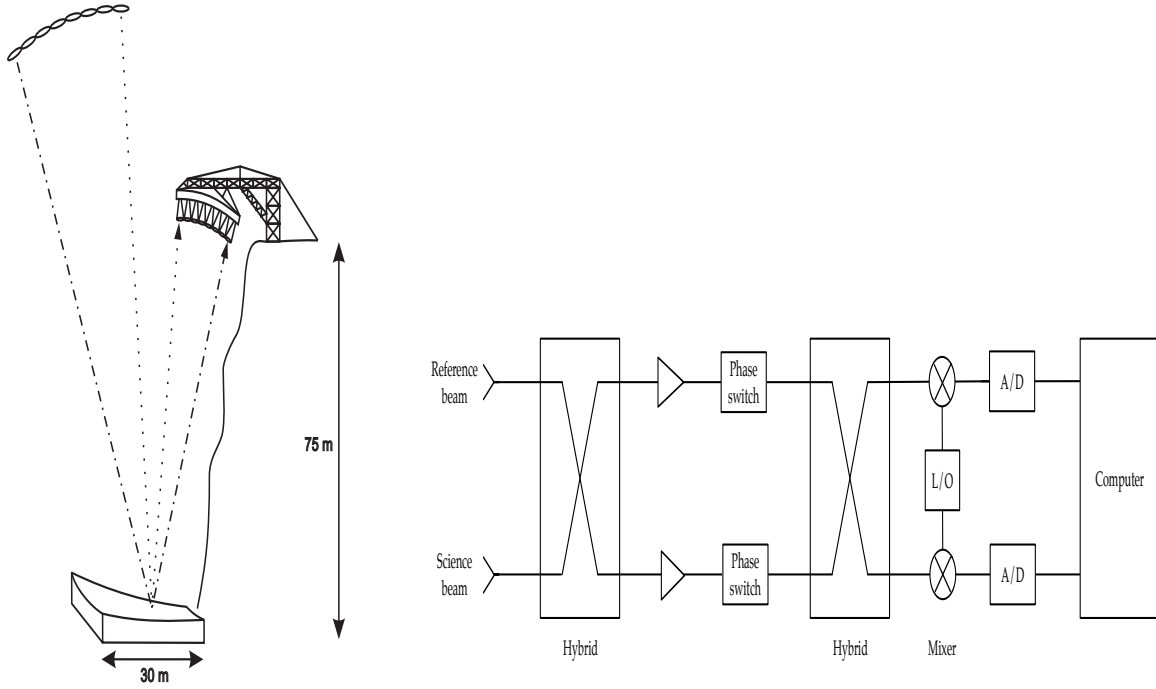 75 m
30 m
Reference
beam
Phase
switch
A/D
L/O
Computer
Science
beam
Phase
switch
A/D
Hybrid
Hybrid
Mixer